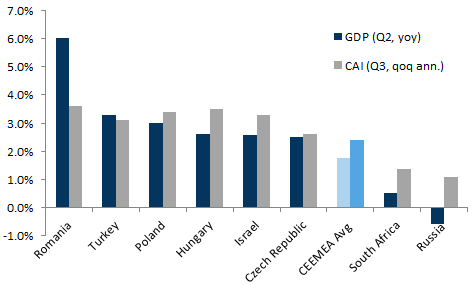 7.0%
6.0%
5.0%
4.0%
3.0%
2.0%
1.0%
0.0%
-1.0%
GDP (Q2, yoy)
CAI (Q3, qoq ann.)
Romania
Turkey
Poland
Hungary
Israel
Czech Republic
CEEMEA Avg
South Africa
Russia